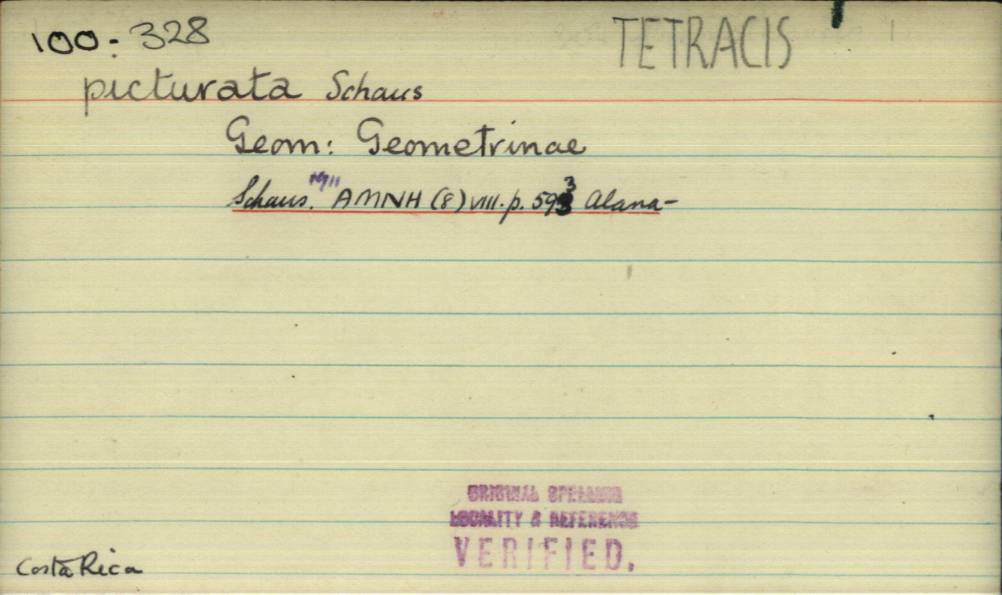 100.328
TETRACIS
picturata Schaus
Geom: Geometrinae
Schaus. 1911 AMNH (8) VIII. p. 593 3 Alana-
ORIGINAL SPELLING
LOCALITY & REFERENCE
VERIFIED.
Costa Rica